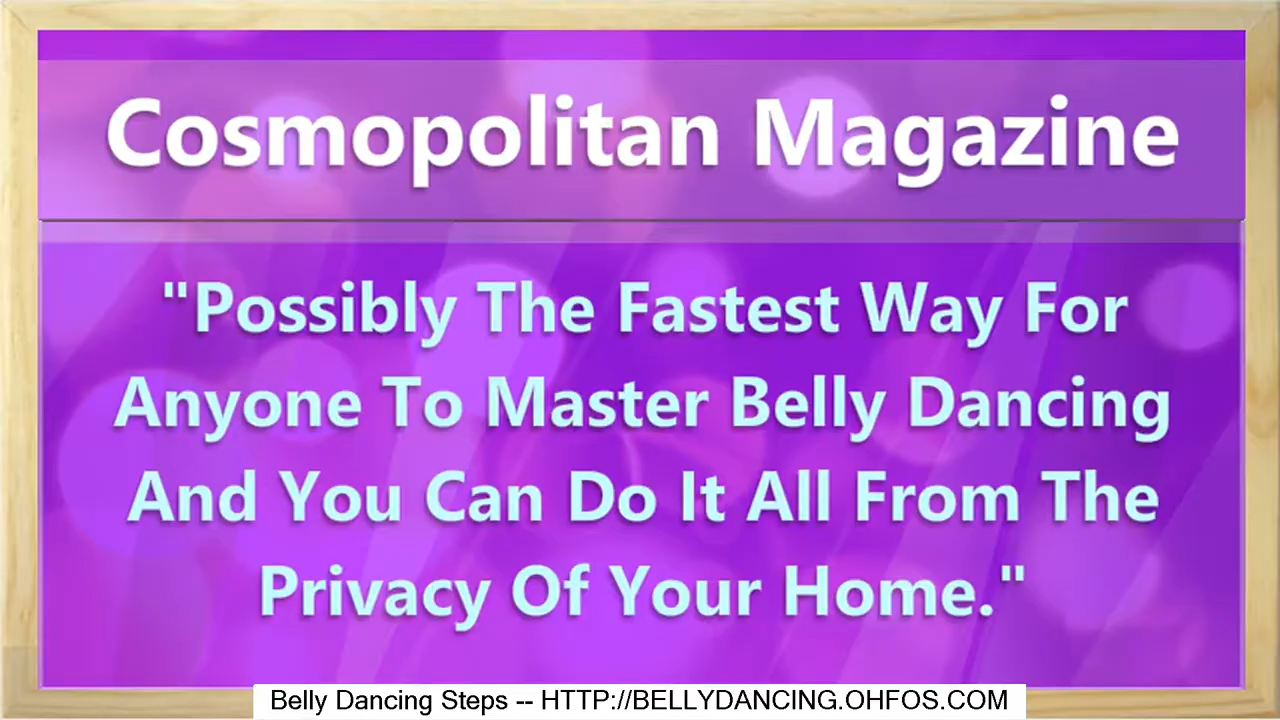 Cosmopolitan Magazine
"Possibly The Fastest Way For
Anyone To Master Belly Dancing
And You Can Do It All From The
Privacy Of Your Home."
Belly Dancing Steps -- HTTP://BELLYDANCING.OHFOS.COM